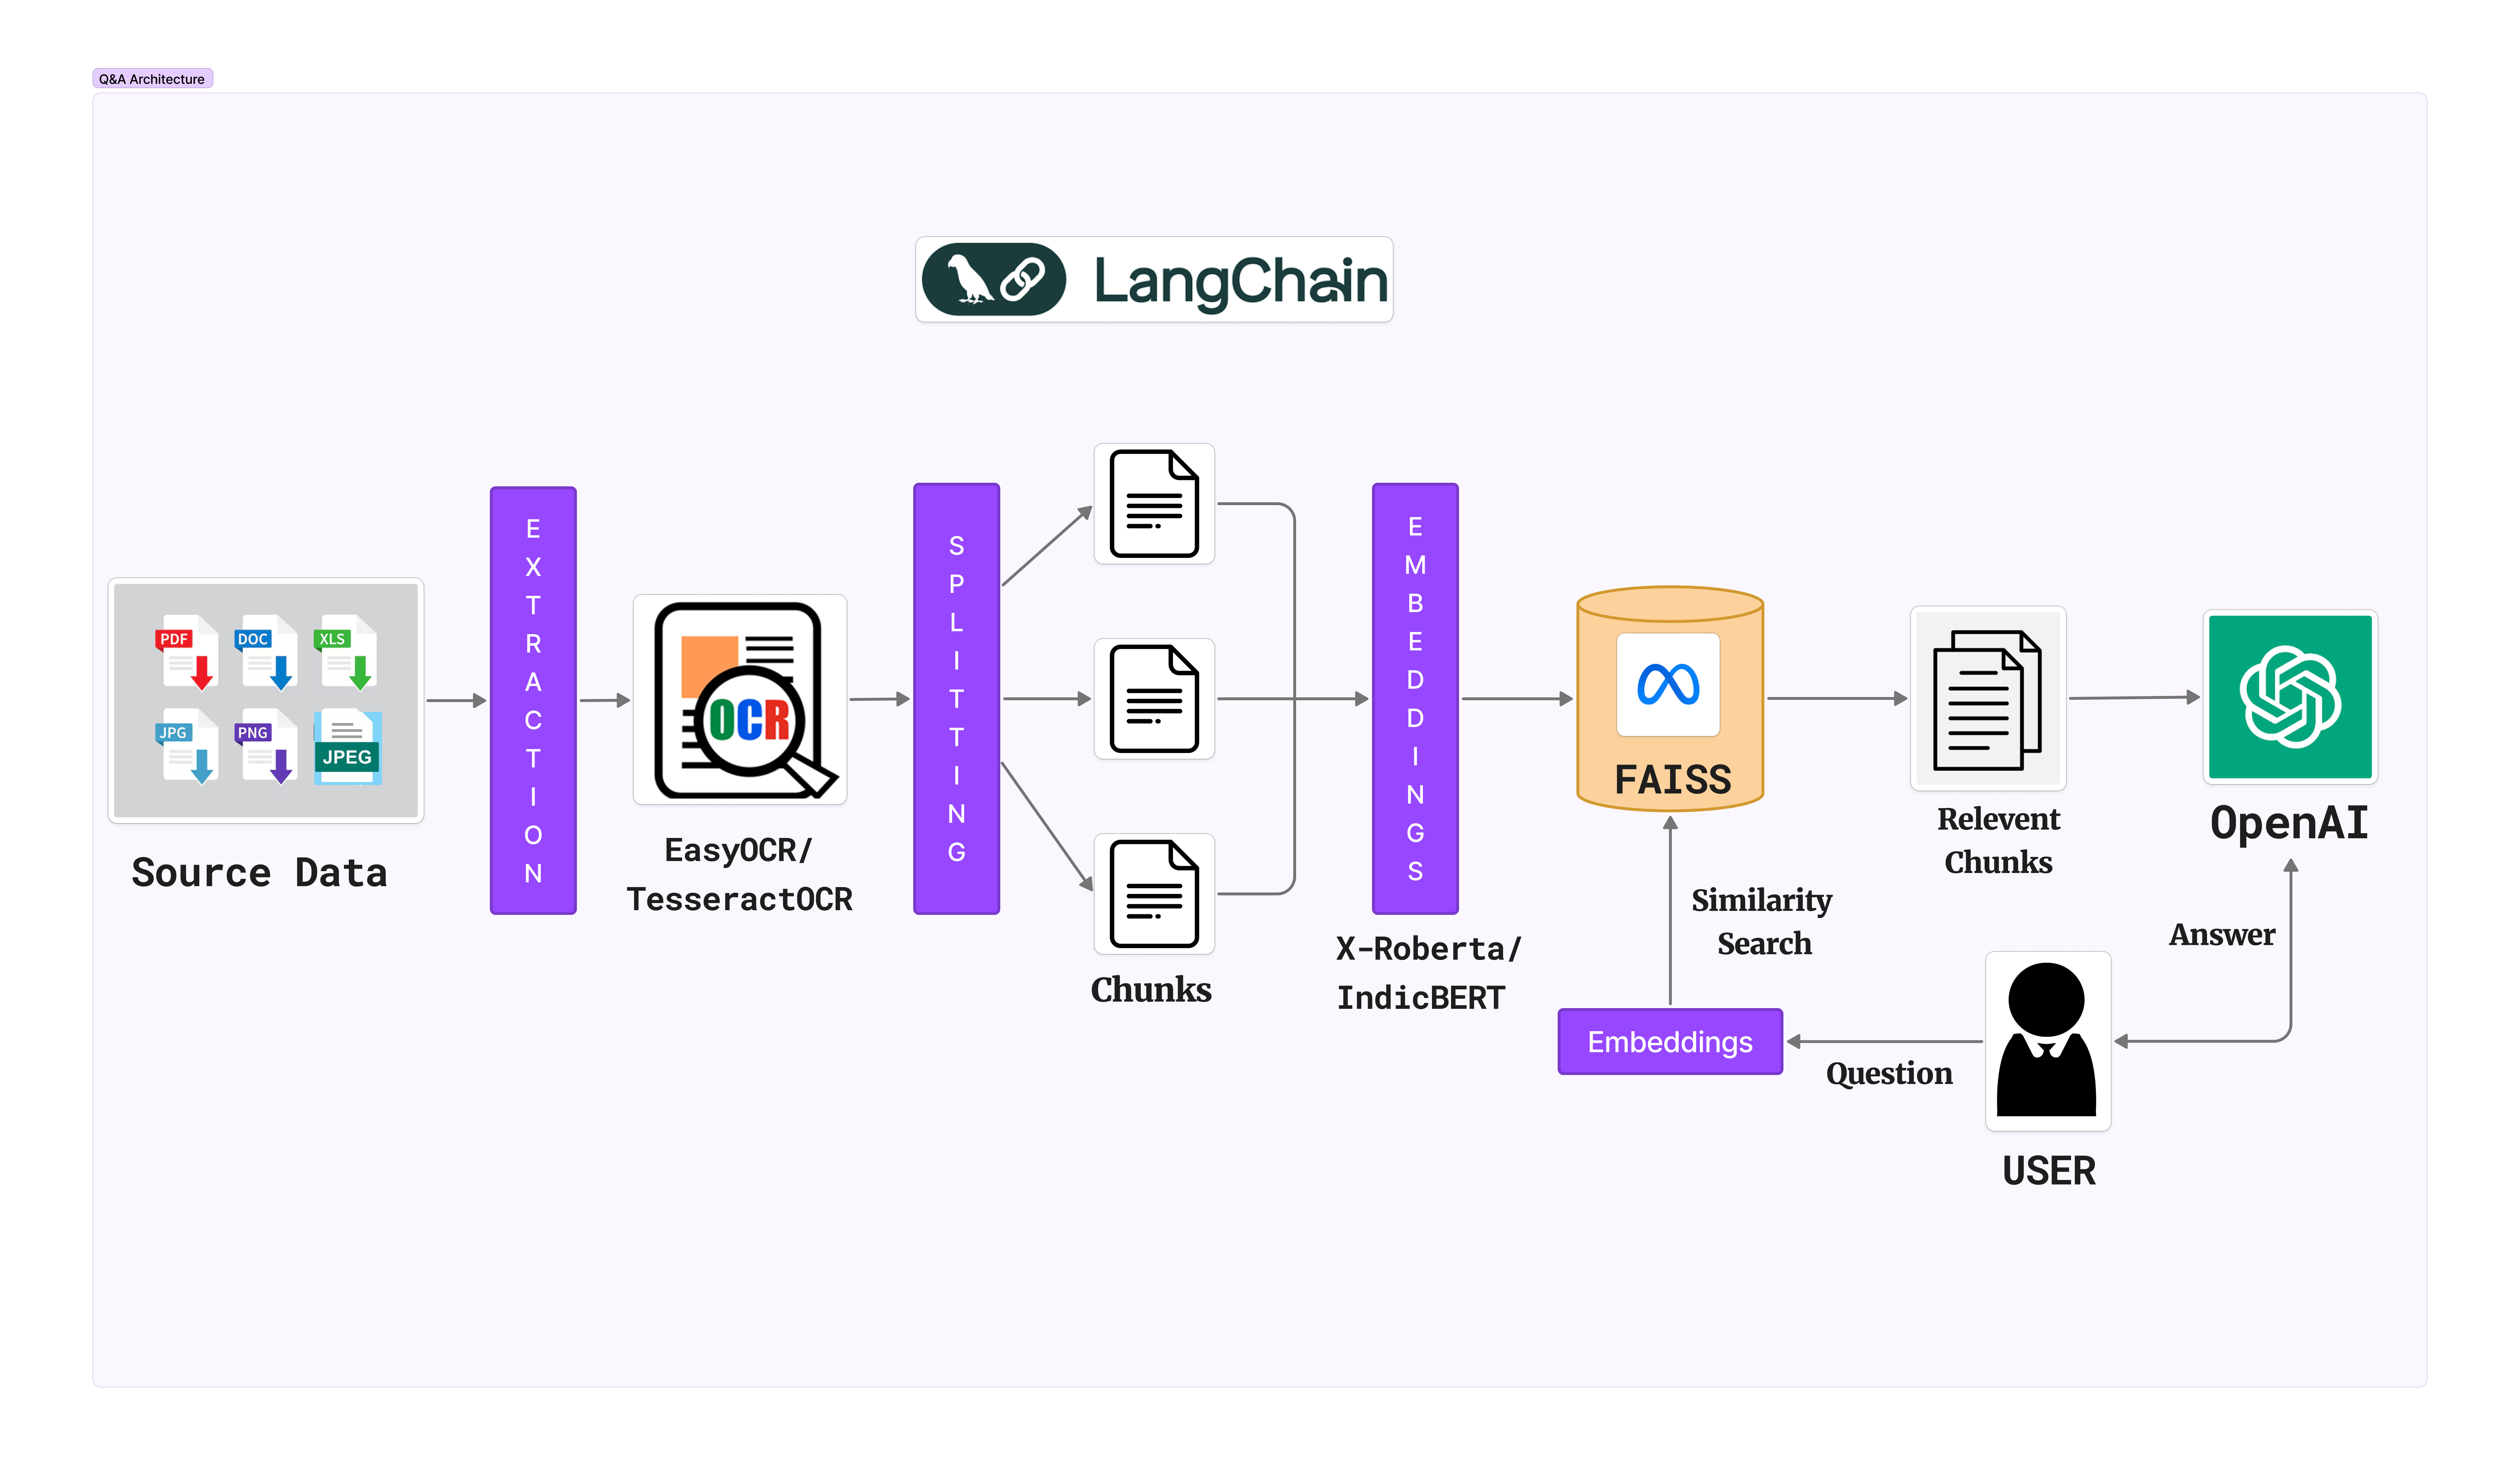 Q&A Architecture
LangChain
PDF
DOC
XLS
JPG
PNG
JPEG
Source Data
EXTRACTION
OCR
EasyOCR/
TesseractOCR
SPLITTING
Chunks
EMBEDDINGS
X-Roberta/
IndicBERT
FAISS
Similarity
Search
Embeddings
Question
Relevent
Chunks
OpenAI
Answer
USER